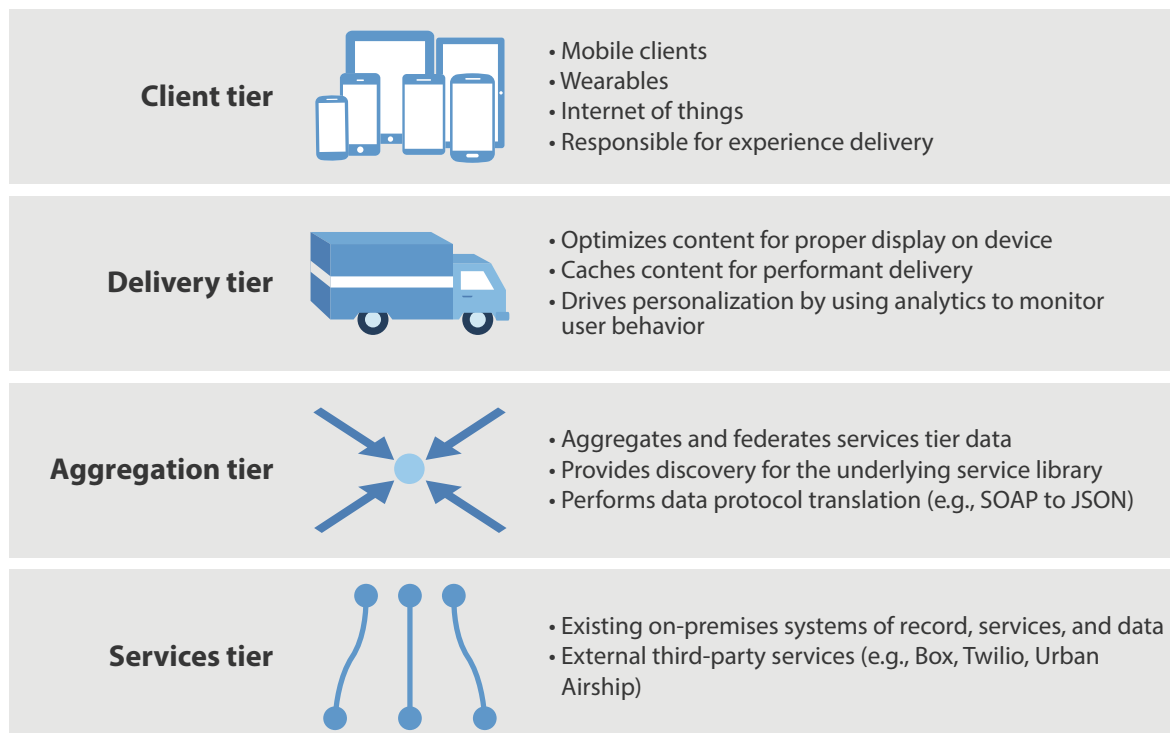 Client tier
• Mobile clients
• Wearables
• Internet of things
• Responsible for experience delivery
Delivery tier
• Optimizes content for proper display on device
• Caches content for performant delivery
• Drives personalization by using analytics to monitor
user behavior
Aggregation tier
• Aggregates and federates services tier data
• Provides discovery for the underlying service library
• Performs data protocol translation (e.g., SOAP to JSON)
Services tier
• Existing on-premises systems of record, services, and data
• External third-party services (e.g., Box, Twilio, Urban
Airship)